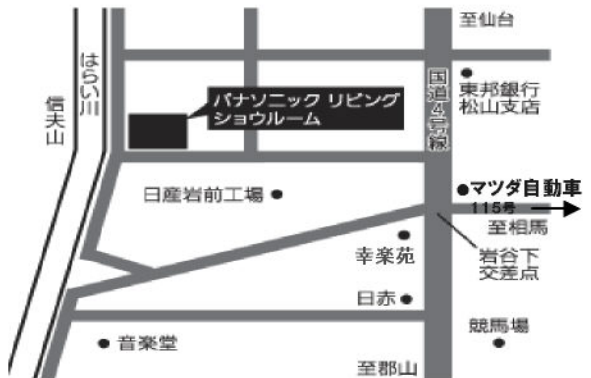 至仙台
はらい川
信夫山
パナソニック リビング
ショウルーム
国道4号線
東邦銀行
松山支店
日産岩前工場
マツダ自動車
115号
至相馬
幸楽苑
岩谷下
交差点
日赤
競馬場
音楽堂
至郡山